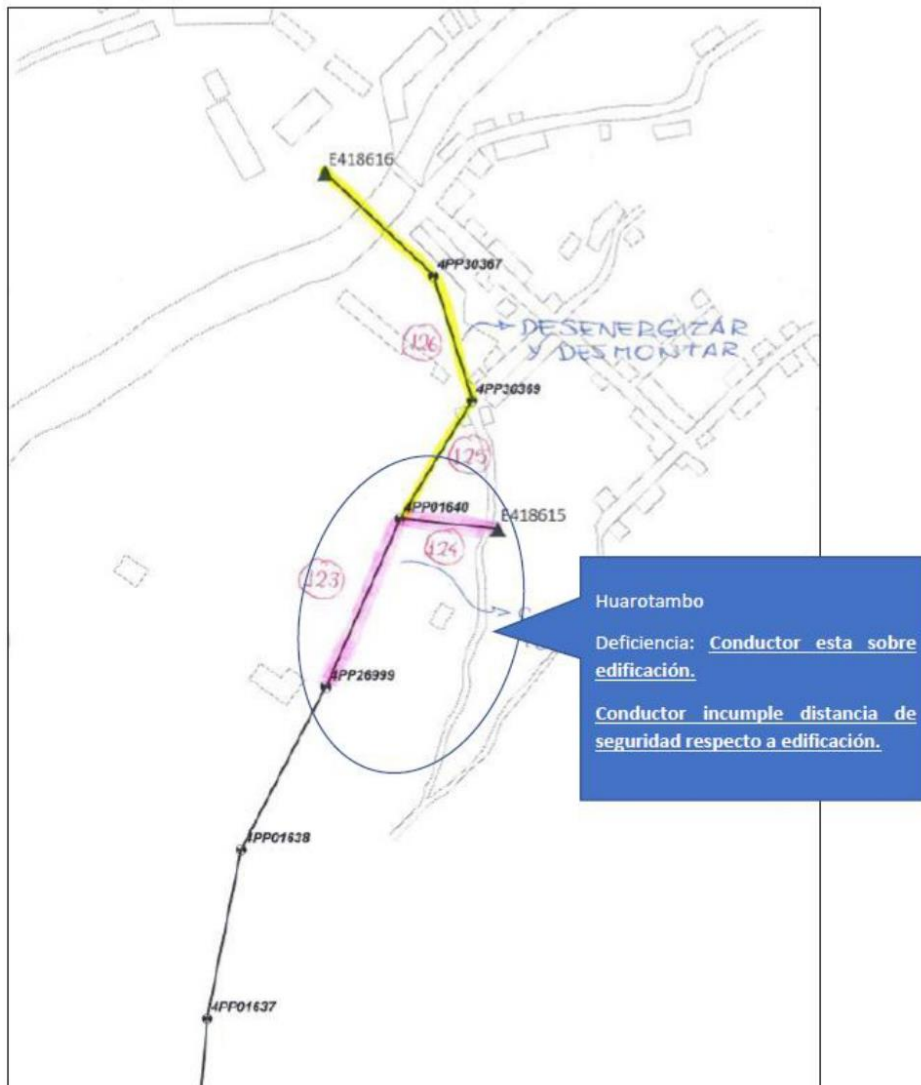 E418616
4PP30367
DESENERGIZAR
Y DESMONTAR
126
4PP30369
125
4PP01640
E418615
124
123
Huarotambo
Deficiencia: Conductor esta sobre
edificación.
Conductor incumple distancia de
seguridad respecto a edificación.
4PP26999
4PP01638
4PP01637